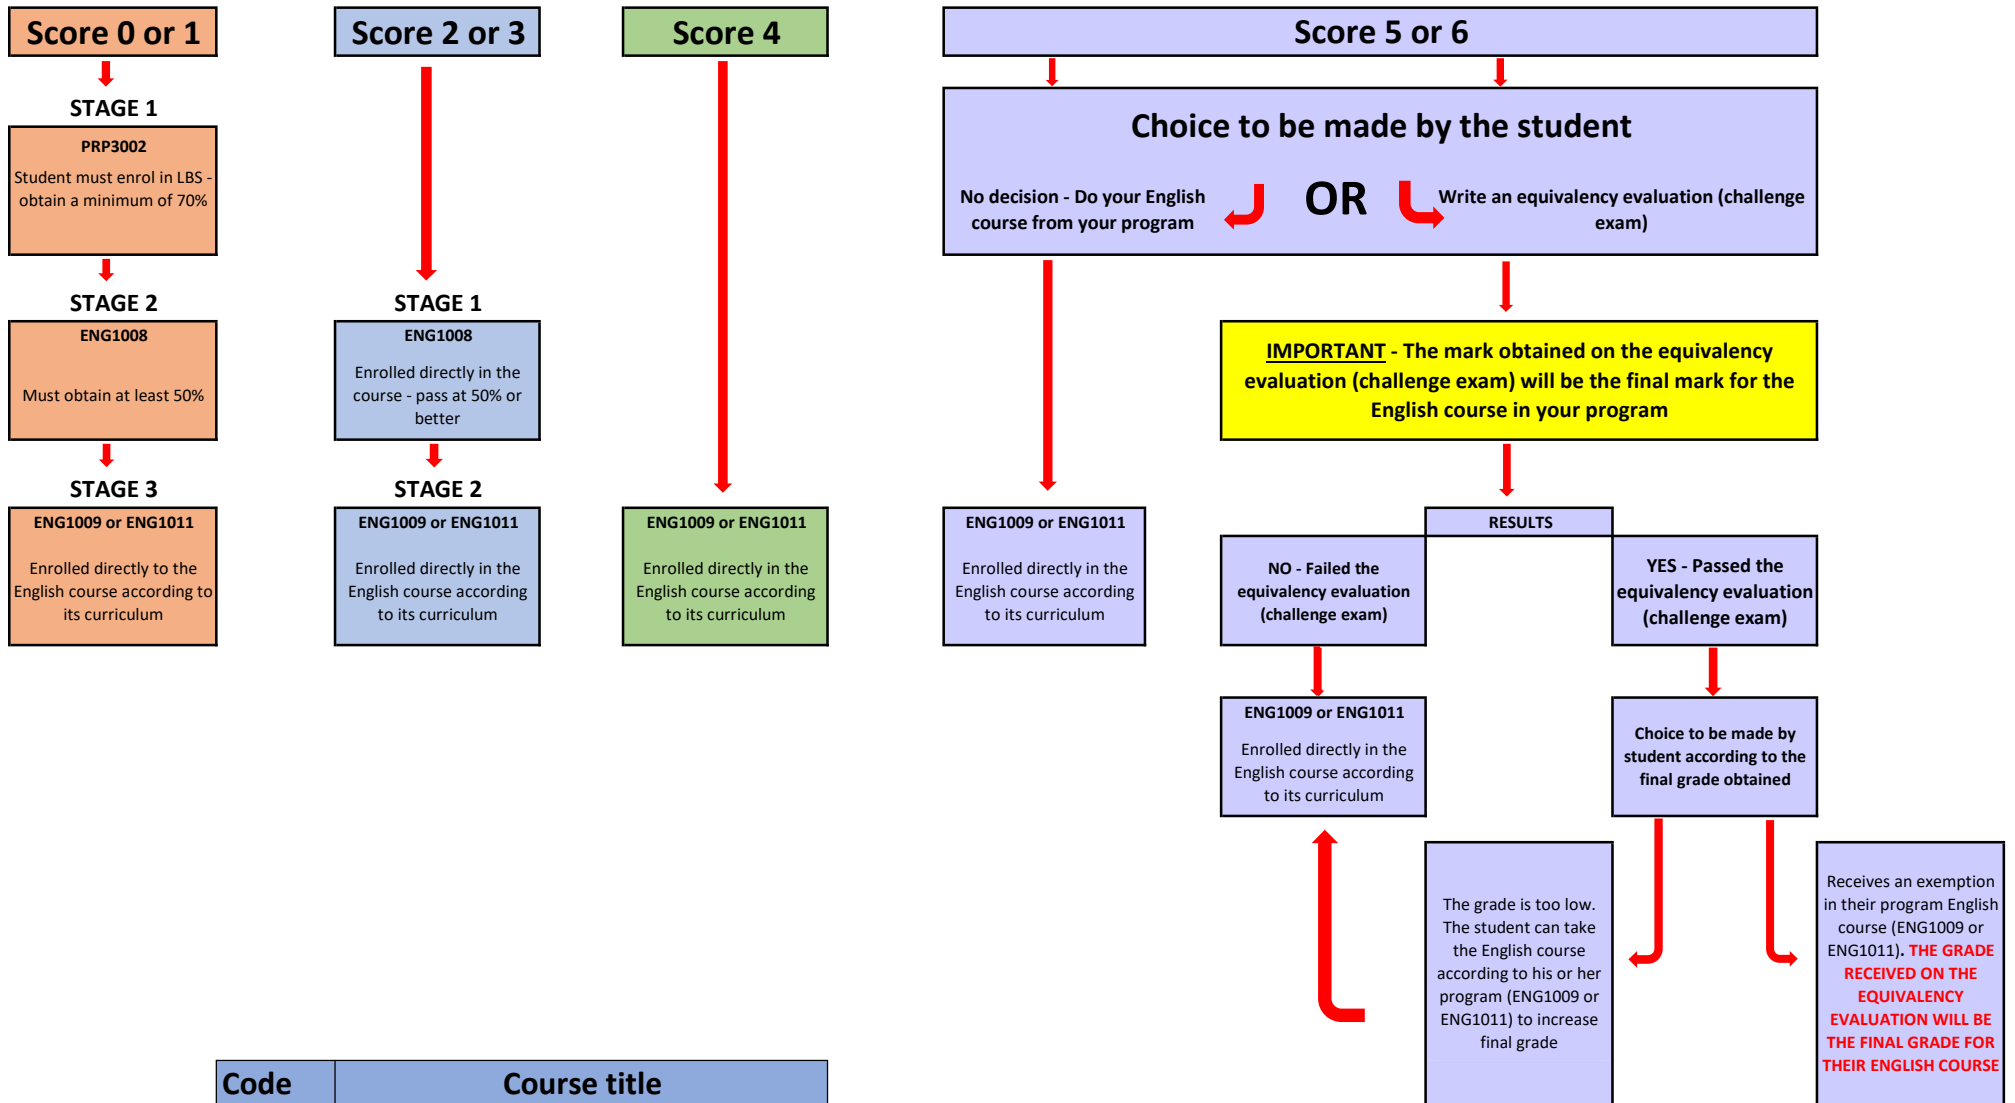 Score 0 or 1
STAGE 1
PRP3002
Student must enrol in LBS -
obtain a minimum of 70%
STAGE 2
ENG1008
Must obtain at least 50%
STAGE 3
ENG1009 or ENG1011
Enrolled directly to the
English course according to
its curriculum
Score 2 or 3
STAGE 1
ENG1008
Enrolled directly in the
course - pass at 50% or
better
STAGE 2
ENG1009 or ENG1011
Enrolled directly in the
English course according
to its curriculum
Score 4
ENG1009 or ENG1011
Enrolled directly in the
English course according
to its curriculum
Score 5 or 6
Choice to be made by the student
No decision - Do your English
course from your program
OR
Write an equivalency evaluation (challenge
exam)
ENG1009 or ENG1011
Enrolled directly in the
English course according
to its curriculum
IMPORTANT - The mark obtained on the equivalency
evaluation (challenge exam) will be the final mark for the
English course in your program
RESULTS
NO - Failed the
equivalency evaluation
(challenge exam)
ENG1009 or ENG1011
Enrolled directly in the
English course according
to its curriculum
YES - Passed the
equivalency evaluation
(challenge exam)
Choice to be made by
student according to the
final grade obtained
The grade is too low.
The student can take
the English course
according to his or her
program (ENG1009 or
ENG1011) to increase
final grade
Receives an exemption
in their program English
course (ENG1009 or
ENG1011). THE GRADE
RECEIVED ON THE
EQUIVALENCY
EVALUATION WILL BE
THE FINAL GRADE FOR
THEIR ENGLISH COURSE
Code
Course title